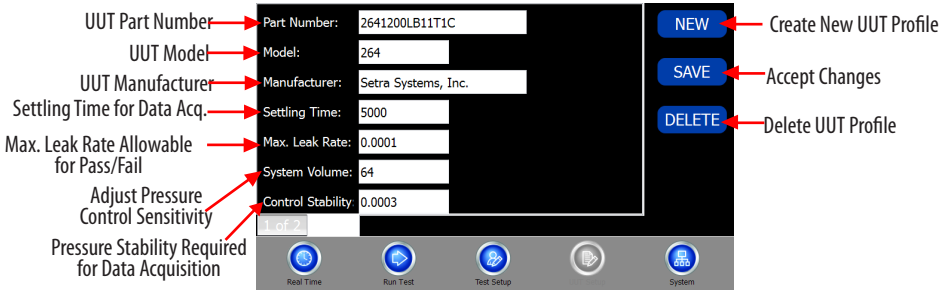 UUT Part Number
Part Number: 2641200LB11T1C
NEW
Create New UUT Profile
UUT Model
Model: 264
UUT Manufacturer
Manufacturer: Setra Systems, Inc.
SAVE
Accept Changes
Settling Time for Data Acq.
Settling Time: 5000
DELETE
Delete UUT Profile
Max. Leak Rate Allowable
for Pass/Fail
Max. Leak Rate: 0.0001
System Volume: 64
Adjust Pressure
Control Sensitivity
Control Stability: 0.0003
1 of 2
Pressure Stability Required
for Data Acquisition
Real Time
Run Test
Test Setup
System